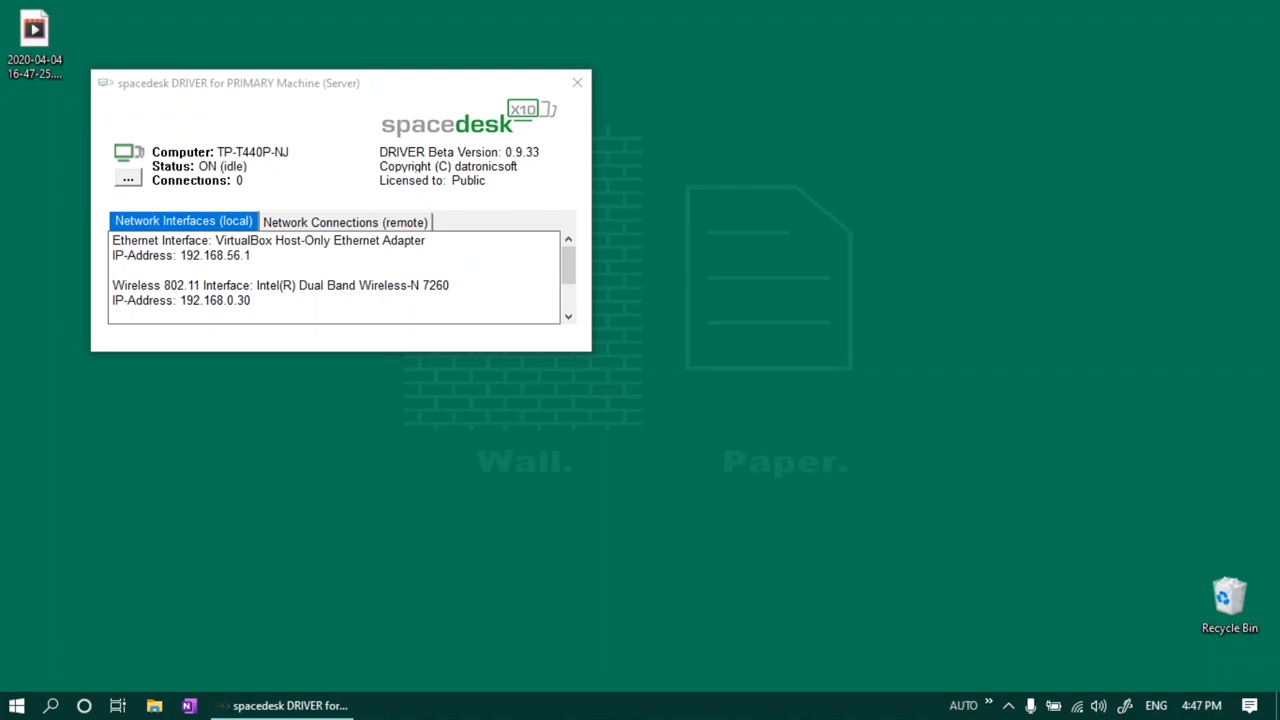 2020-04-04
16-47-25....
spacedesk DRIVER for PRIMARY Machine (Server)
X10
spacedesk
Computer: TP-T440P-NJ
Status: ON (idle)
Connections: 0
...
DRIVER Beta Version: 0.9.33
Copyright (C) datronicsoft
Licensed to: Public
Network Interfaces (local)
Network Connections (remote)
Ethernet Interface: VirtualBox Host-Only Ethernet Adapter
IP-Address: 192.168.56.1
Wireless 802.11 Interface: Intel(R) Dual Band Wireless-N 7260
IP-Address: 192.168.0.30
Wall.
Paper.
Recycle Bin
N
spacedesk DRIVER for...
AUTO
ENG
4:47 PM